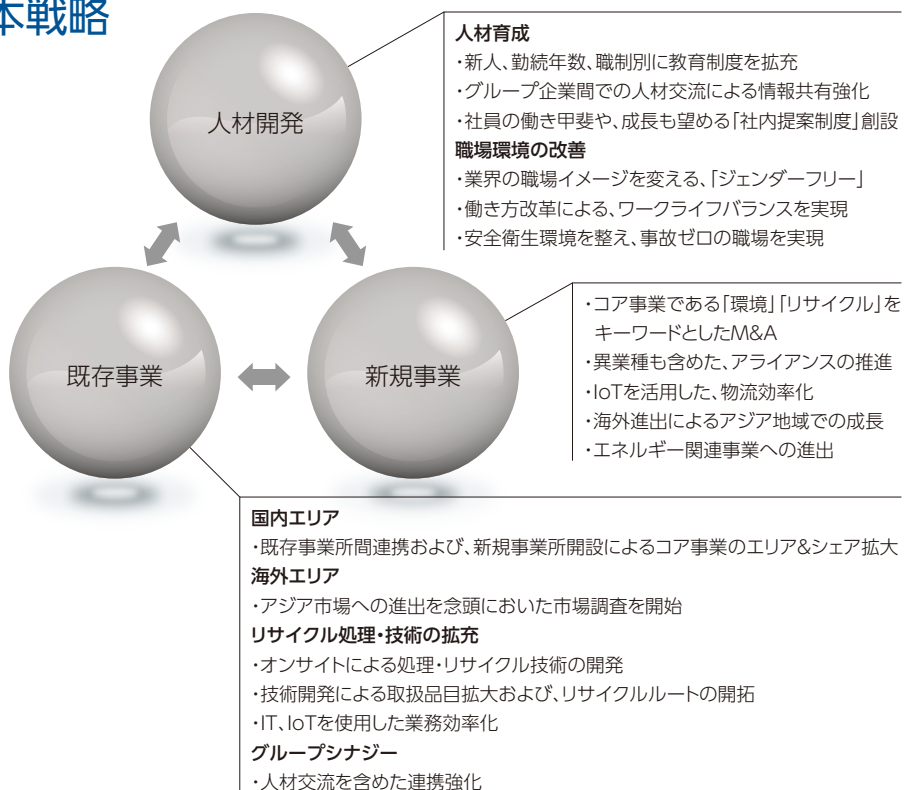 本戦略
人材開発
人材育成
・新人、勤続年数、職制別に教育制度を拡充
・グループ企業間での人材交流による情報共有強化
・社員の働き甲斐や、成長も望める「社内提案制度」創設
職場環境の改善
・業界の職場イメージを変える、「ジェンダーフリー」
・働き方改革による、ワークライフバランスを実現
・安全衛生環境を整え、事故ゼロの職場を実現
既存事業
新規事業
・コア事業である「環境」「リサイクル」を
キーワードとしたM&A
・異業種も含めた、アライアンスの推進
・IoTを活用した、物流効率化
・海外進出によるアジア地域での成長
・エネルギー関連事業への進出
国内エリア
・既存事業所間連携および、新規事業所開設によるコア事業のエリア&シェア拡大
海外エリア
・アジア市場への進出を念頭においた市場調査を開始
リサイクル処理・技術の拡充
・オンサイトによる処理・リサイクル技術の開発
・技術開発による取扱品目拡大および、リサイクルルートの開拓
・IT、IoTを使用した業務効率化
グループシナジー
・人材交流を含めた連携強化